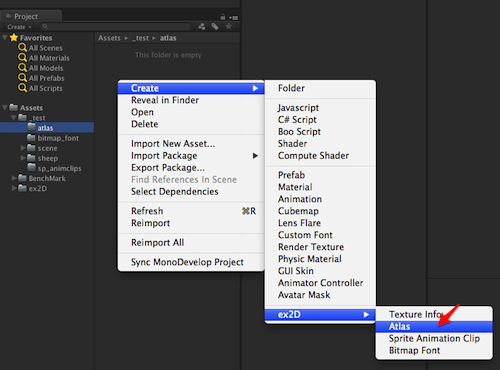 Project
Create
Favorites
All Scenes
All Materials
All Models
All Prefabs
All Scripts
Assets
_test
atlas
bitmap_font
scene
sheep
sp_animclips
BenchMark
ex2D
Assets ▸ _test ▸ atlas
This folder is empty
Create
Reveal in Finder
Open
Delete
Import New Asset...
Import Package
Export Package...
Find References In Scene
Select Dependencies
Refresh ⌘R
Reimport
Reimport All
Sync MonoDevelop Project
Folder
Javascript
C# Script
Boo Script
Shader
Compute Shader
Prefab
Material
Animation
Cubemap
Lens Flare
Custom Font
Render Texture
Physic Material
GUI Skin
Animator Controller
Avatar Mask
ex2D
Texture Info
Atlas
Sprite Animation Clip
Bitmap Font